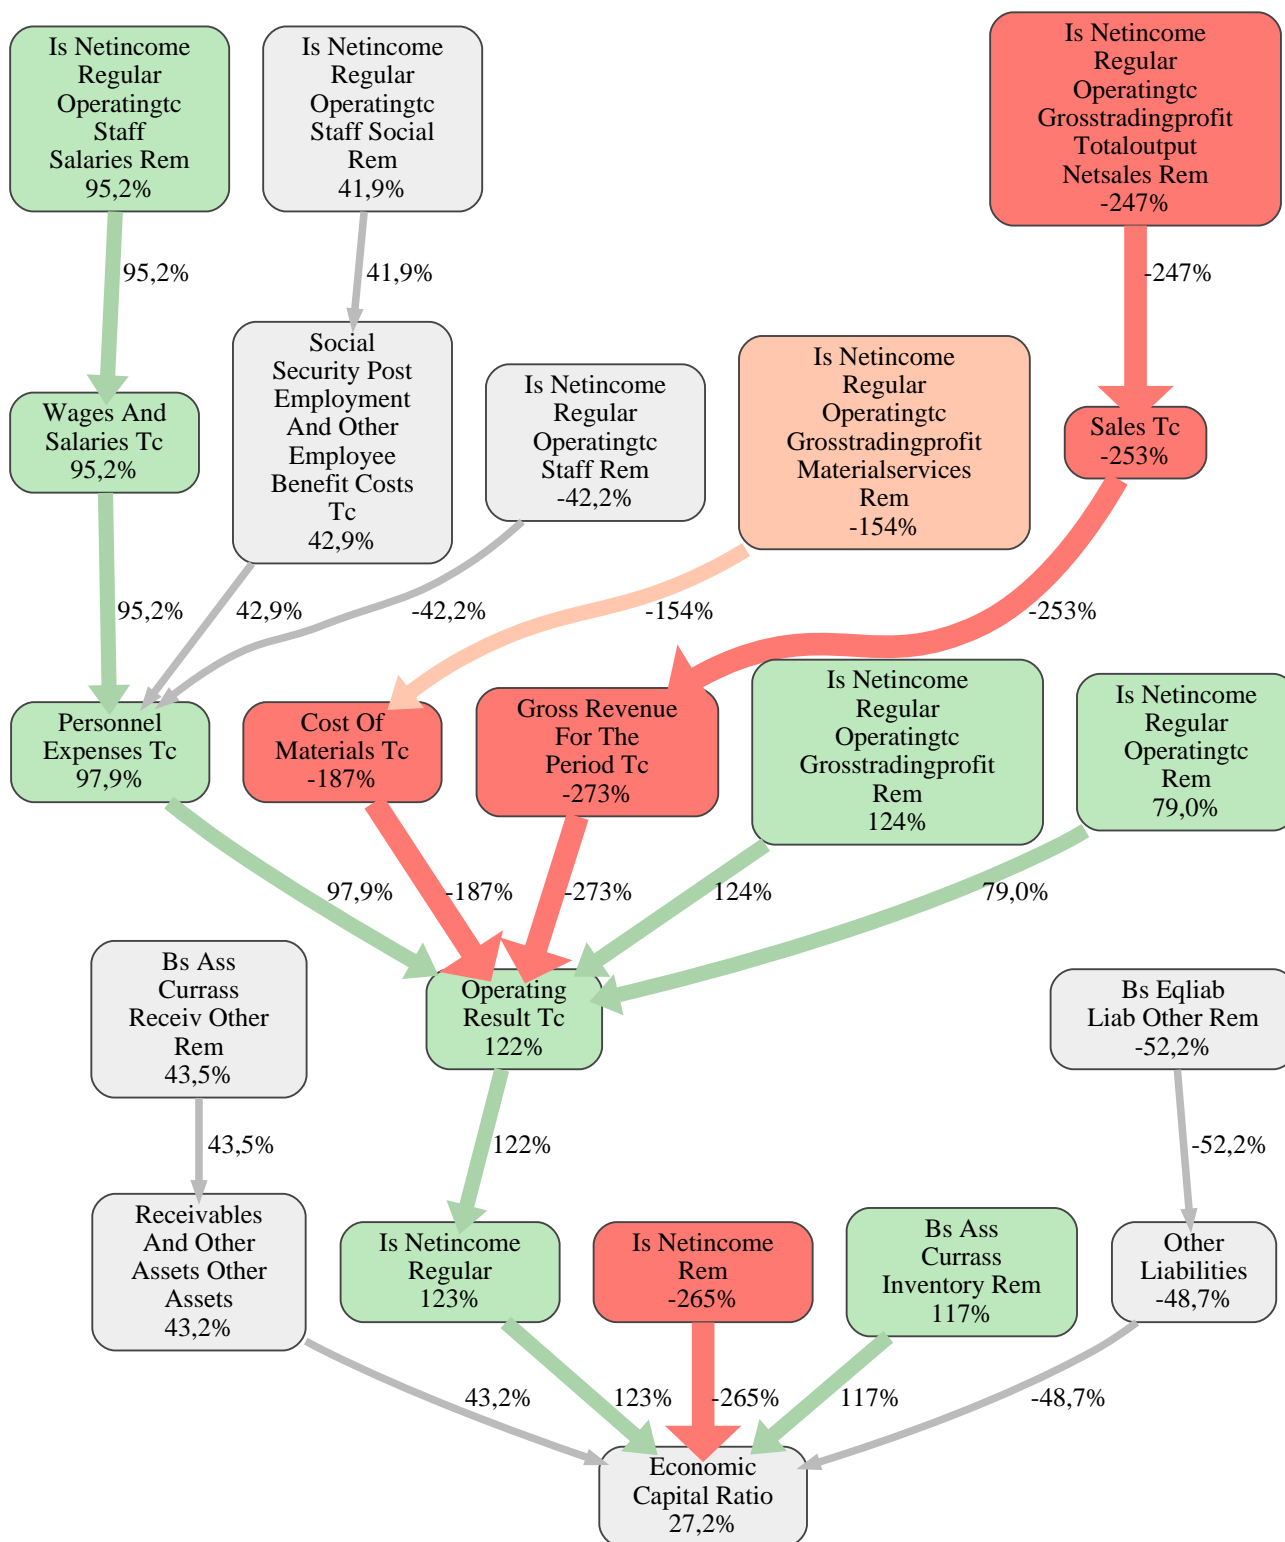 Is Netincome
Regular
Operatingtc
Staff
Salaries Rem
95,2%
Is Netincome
Regular
Operatingtc
Staff Social
Rem
41,9%
Is Netincome
Regular
Operatingtc
Grosstradingprofit
Totaloutput
Netsales Rem
-247%
95,2%
41,9%
-247%
Wages And
Salaries Tc
95,2%
Social
Security Post
Employment
And Other
Employee
Benefit Costs
Tc
42,9%
Is Netincome
Regular
Operatingtc
Staff Rem
-42,2%
Is Netincome
Regular
Operatingtc
Grosstradingprofit
Materialservices
Rem
-154%
Sales Tc
-253%
95,2%
42,9%
-42,2%
-154%
-253%
Personnel
Expenses Tc
97,9%
Cost Of
Materials Tc
-187%
Gross Revenue
For The
Period Tc
-273%
Is Netincome
Regular
Operatingtc
Grosstradingprofit
Rem
124%
Is Netincome
Regular
Operatingtc
Rem
79,0%
97,9%
-187%
-273%
124%
79,0%
Bs Ass
Currass
Receiv Other
Rem
43,5%
Operating
Result Tc
122%
Bs Eqliab
Liab Other Rem
-52,2%
43,5%
122%
-52,2%
Receivables
And Other
Assets Other
Assets
43,2%
Is Netincome
Regular
123%
Is Netincome
Rem
-265%
Bs Ass
Currass
Inventory Rem
117%
Other
Liabilities
-48,7%
43,2%
123%
-265%
117%
-48,7%
Economic
Capital Ratio
27,2%